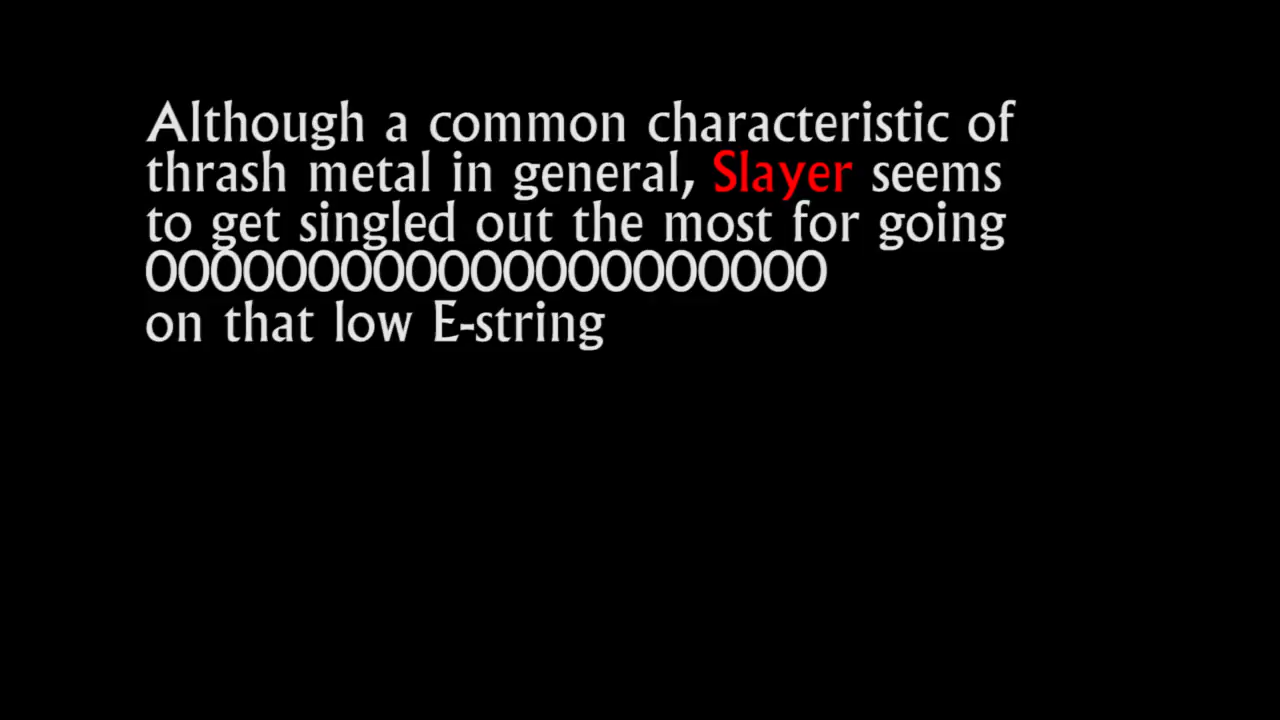 Although a common characteristic of
thrash metal in general, Slayer seems
to get singled out the most for going
000000000000000000000
on that low E-string